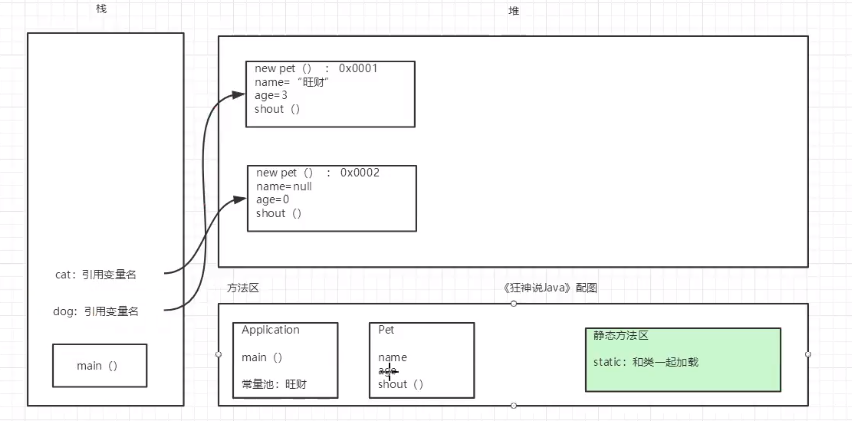 栈
堆
new pet（） ： 0x0001
name= “旺财”
age=3
shout（）
new pet（） ： 0x0002
name=null
age=0
shout（）
cat：引用变量名
dog：引用变量名
main（）
方法区
《狂神说Java》配图
Application
main（）
常量池：旺财
Pet
name
age
shout（）
静态方法区
static：和类一起加载